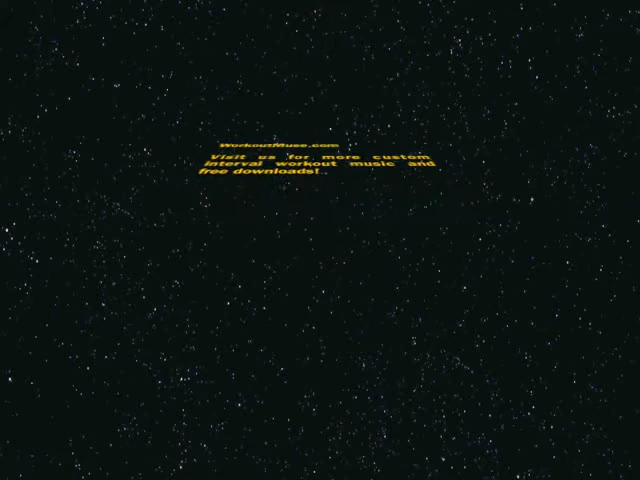 WorkoutMuse.com
Visit us for more custom
interval workout music and
free downloads!